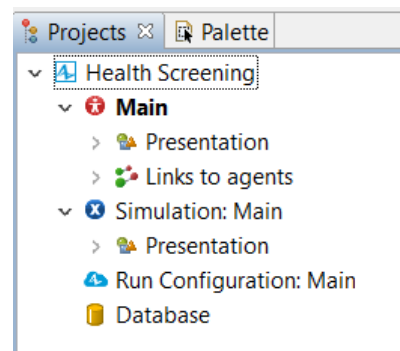 Projects Palette
Health Screening
Main
Presentation
Links to agents
Simulation: Main
Presentation
Run Configuration: Main
Database